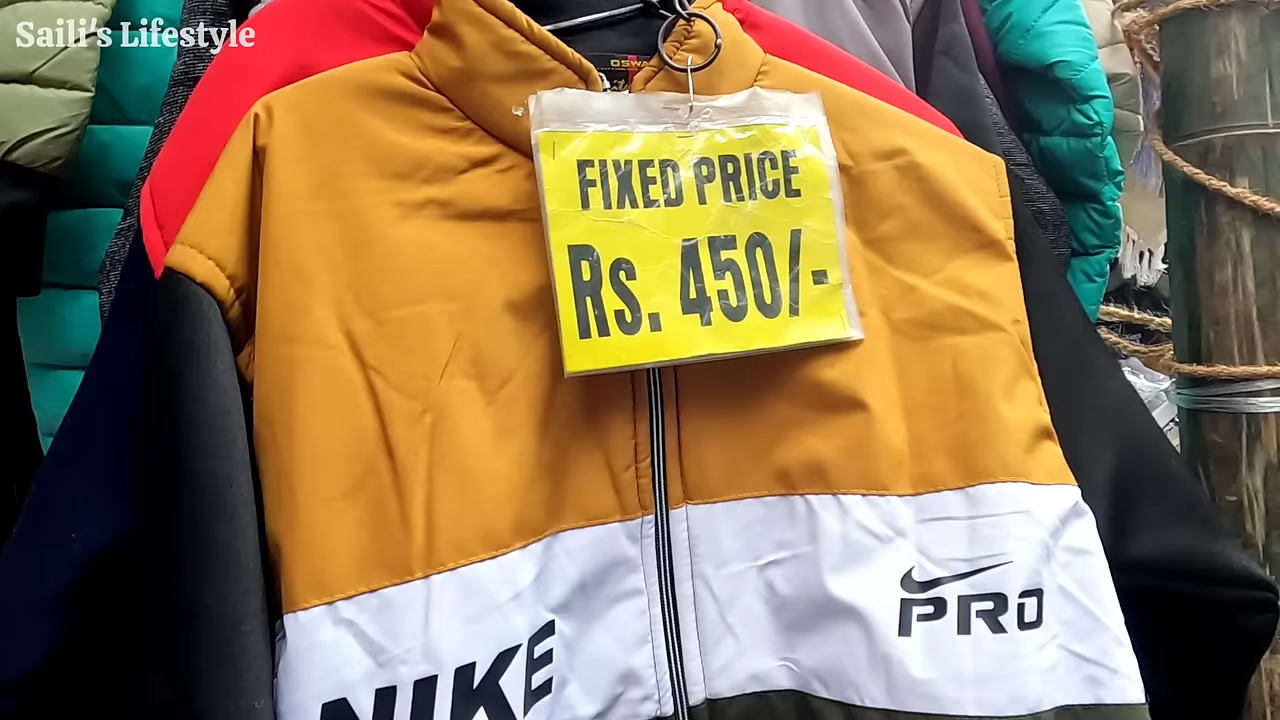 Saili's Lifestyle
FIXED PRICE
Rs. 450/-
PRO
NIKE